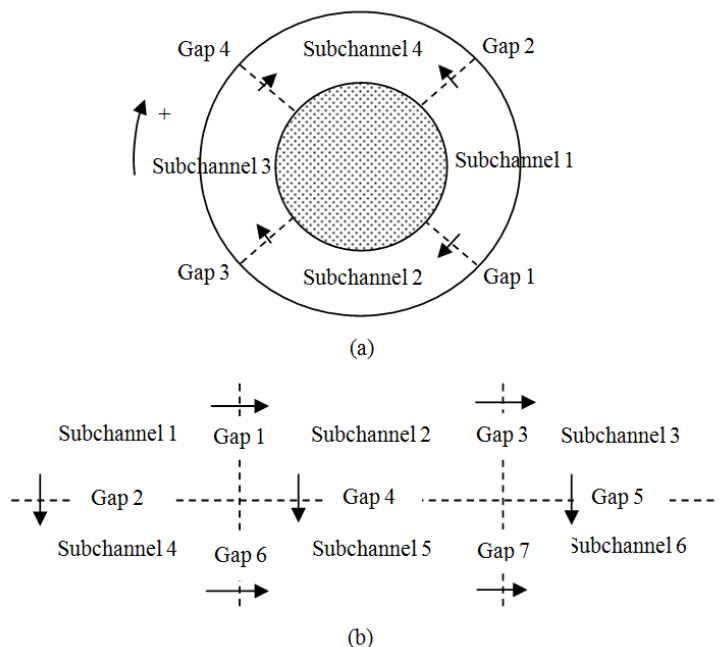 Gap 4
Subchannel 4
Gap 2
+
Subchannel 3
Subchannel 1
Gap 3
Subchannel 2
Gap 1
(a)
Subchannel 1
Gap 1
Subchannel 2
Gap 3
Subchannel 3
Gap 2
Gap 4
Gap 5
Subchannel 4
Gap 6
Subchannel 5
Gap 7
Subchannel 6
(b)